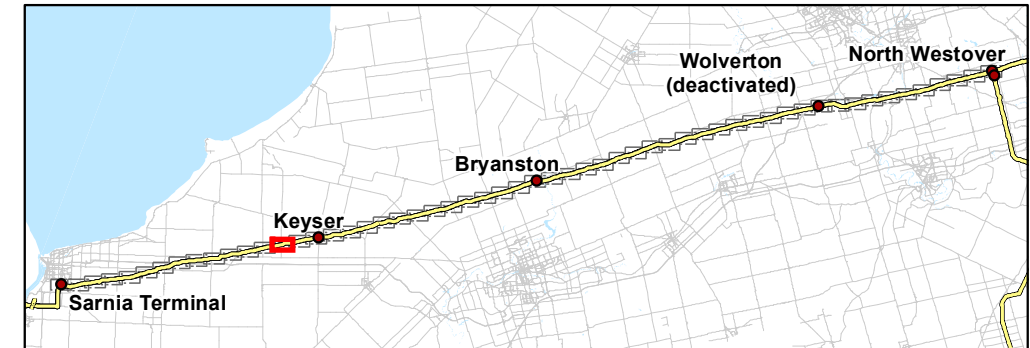 North Westover
Wolverton
(deactivated)
Bryanston
Keyser
Sarnia Terminal